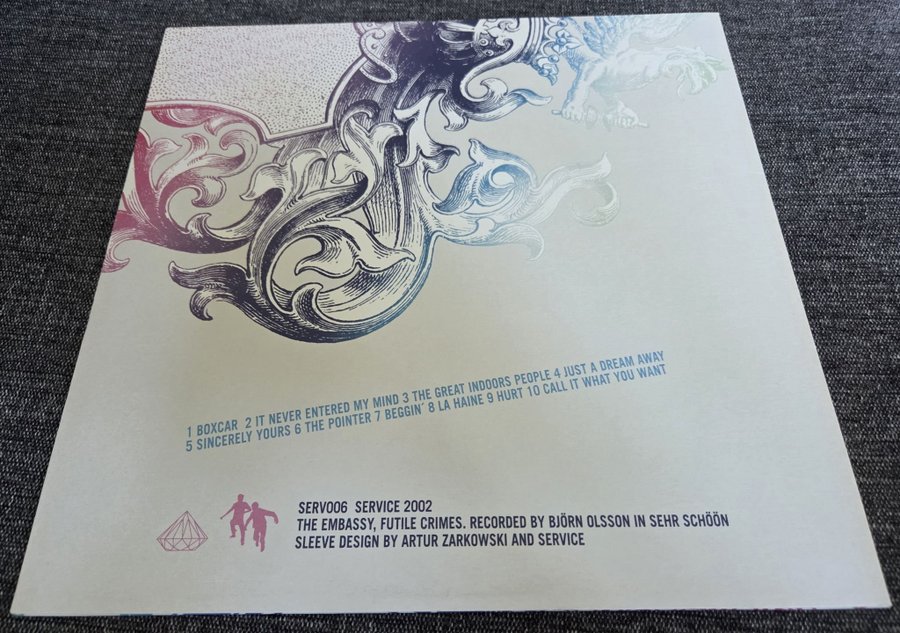 1 BOXCAR 2 IT NEVER ENTERED MY MIND 3 THE GREAT INDOORS PEOPLE 4 JUST A DREAM AWAY
5 SINCERELY YOURS 6 THE POINTER 7 BEGGIN´ 8 LA HAINE 9 HURT 10 CALL IT WHAT YOU WANT
SERV006 SERVICE 2002
THE EMBASSY, FUTILE CRIMES. RECORDED BY BJÖRN OLSSON IN SEHR SCHÖÖN
SLEEVE DESIGN BY ARTUR ZARKOWSKI AND SERVICE